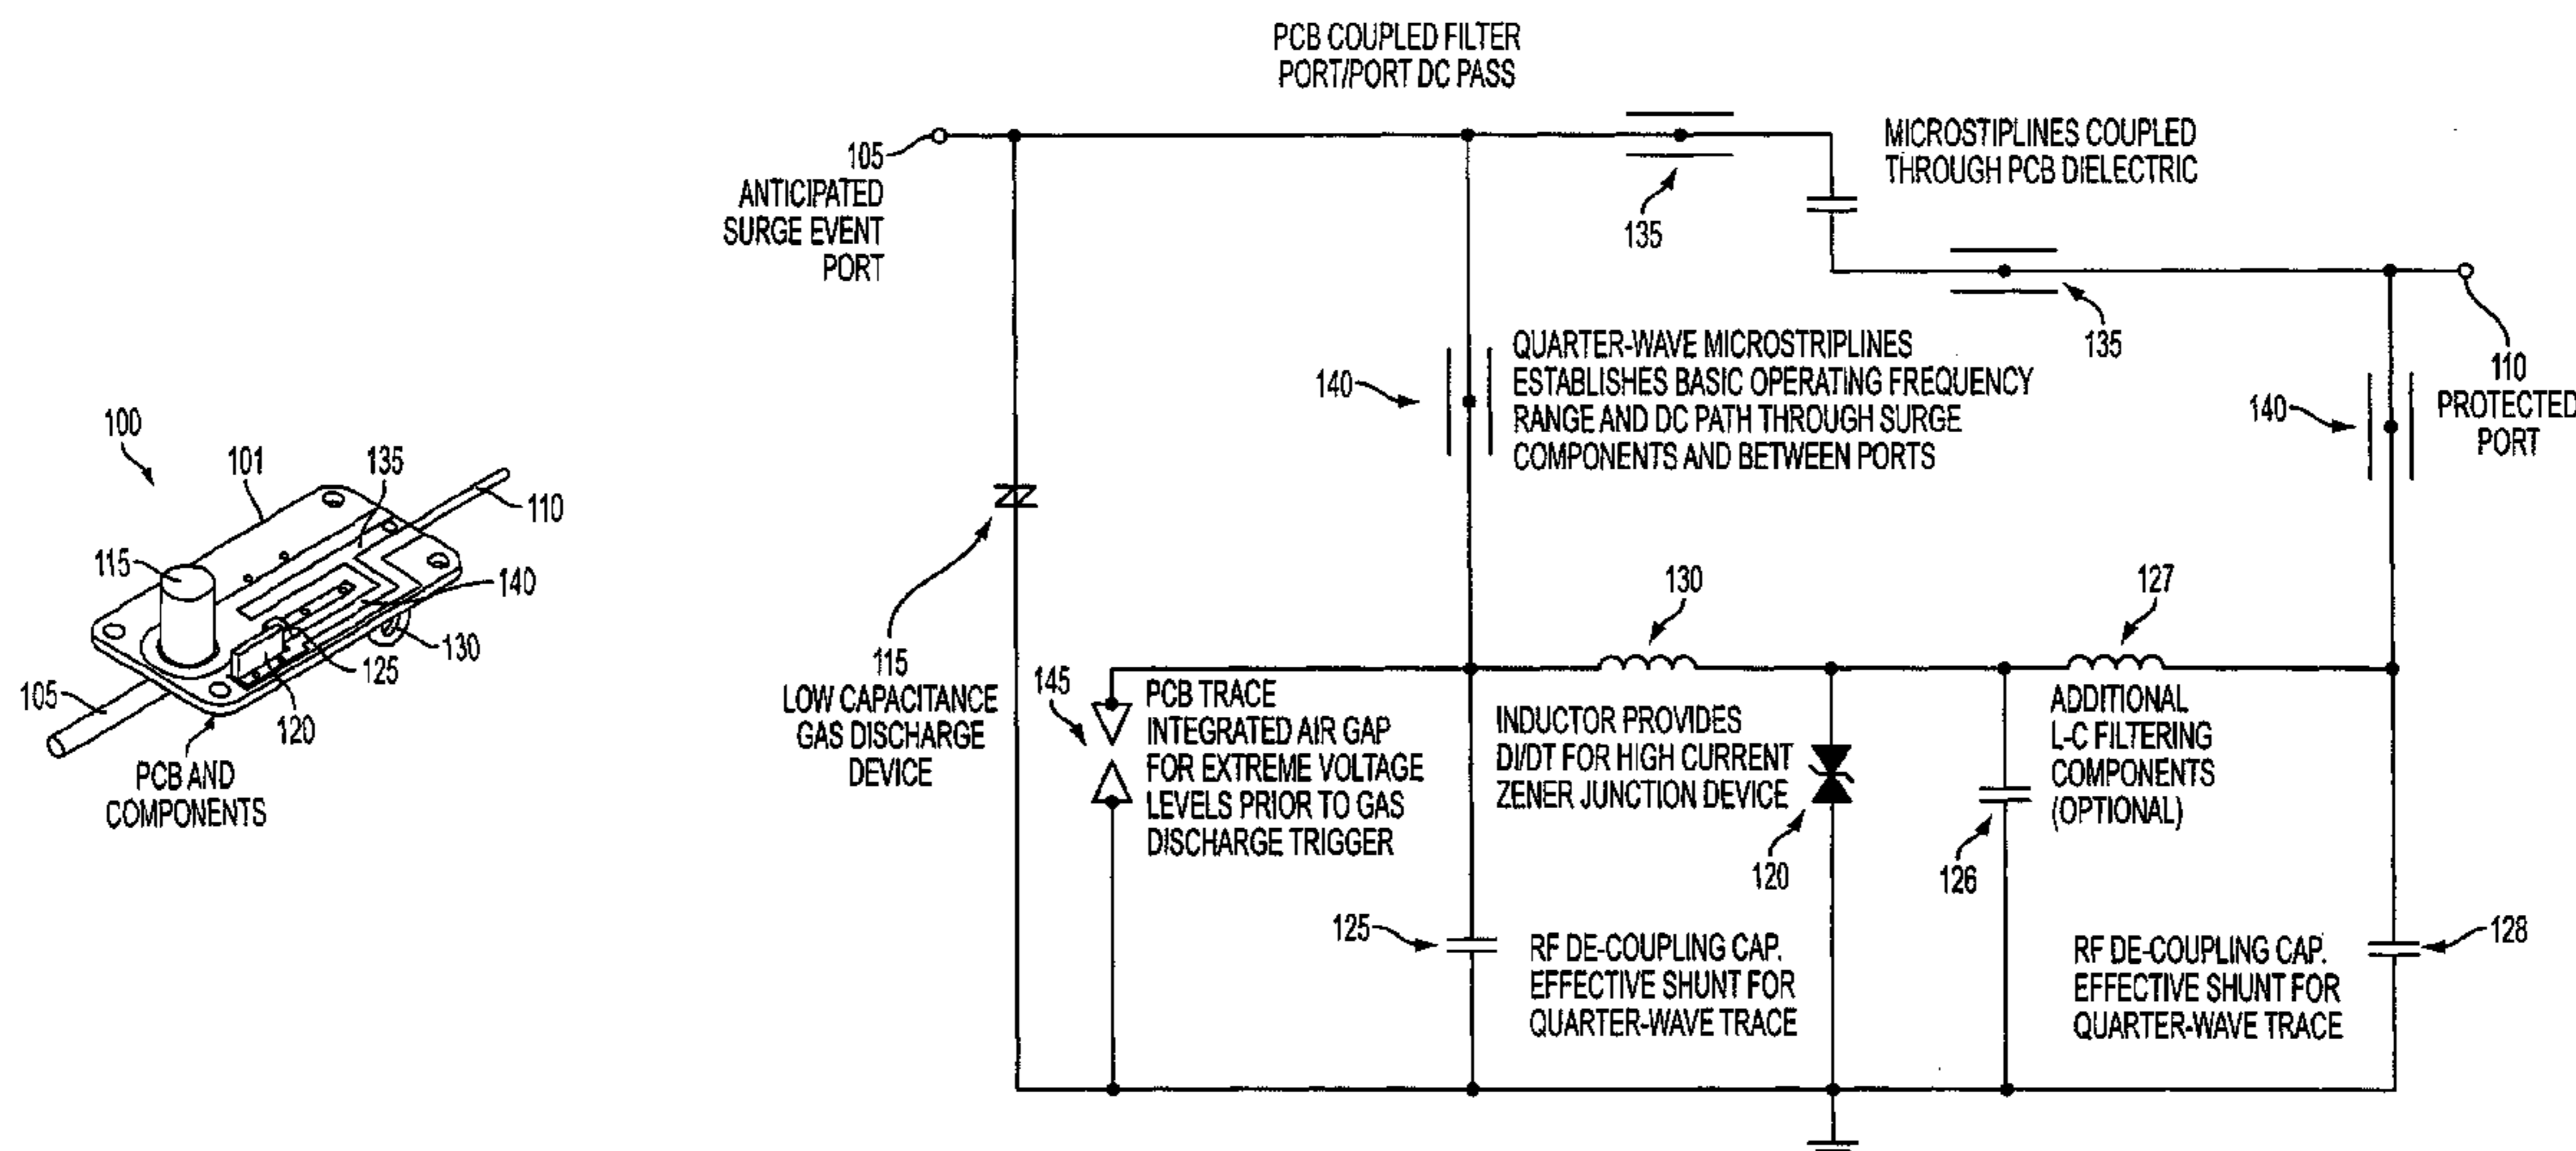 PCB COUPLED FILTER
PORT/PORT DC PASS
105
ANTICIPATED
SURGE EVENT
PORT
135
MICROSTIPLINES COUPLED
THROUGH PCB DIELECTRIC
135
110
PROTECTED
PORT
140
QUARTER-WAVE MICROSTRIPLINES
ESTABLISHES BASIC OPERATING FREQUENCY
RANGE AND DC PATH THROUGH SURGE
COMPONENTS AND BETWEEN PORTS
140
100
101
135
110
115
140
130
125
105
120
PCB AND
COMPONENTS
115
LOW CAPACITANCE
GAS DISCHARGE
DEVICE
145
PCB TRACE
INTEGRATED AIR GAP
FOR EXTREME VOLTAGE
LEVELS PRIOR TO GAS
DISCHARGE TRIGGER
130
INDUCTOR PROVIDES
DI/DT FOR HIGH CURRENT
ZENER JUNCTION DEVICE
120
127
ADDITIONAL
L-C FILTERING
COMPONENTS
(OPTIONAL)
126
125
RF DE-COUPLING CAP.
EFFECTIVE SHUNT FOR
QUARTER-WAVE TRACE
RF DE-COUPLING CAP.
EFFECTIVE SHUNT FOR
QUARTER-WAVE TRACE
128